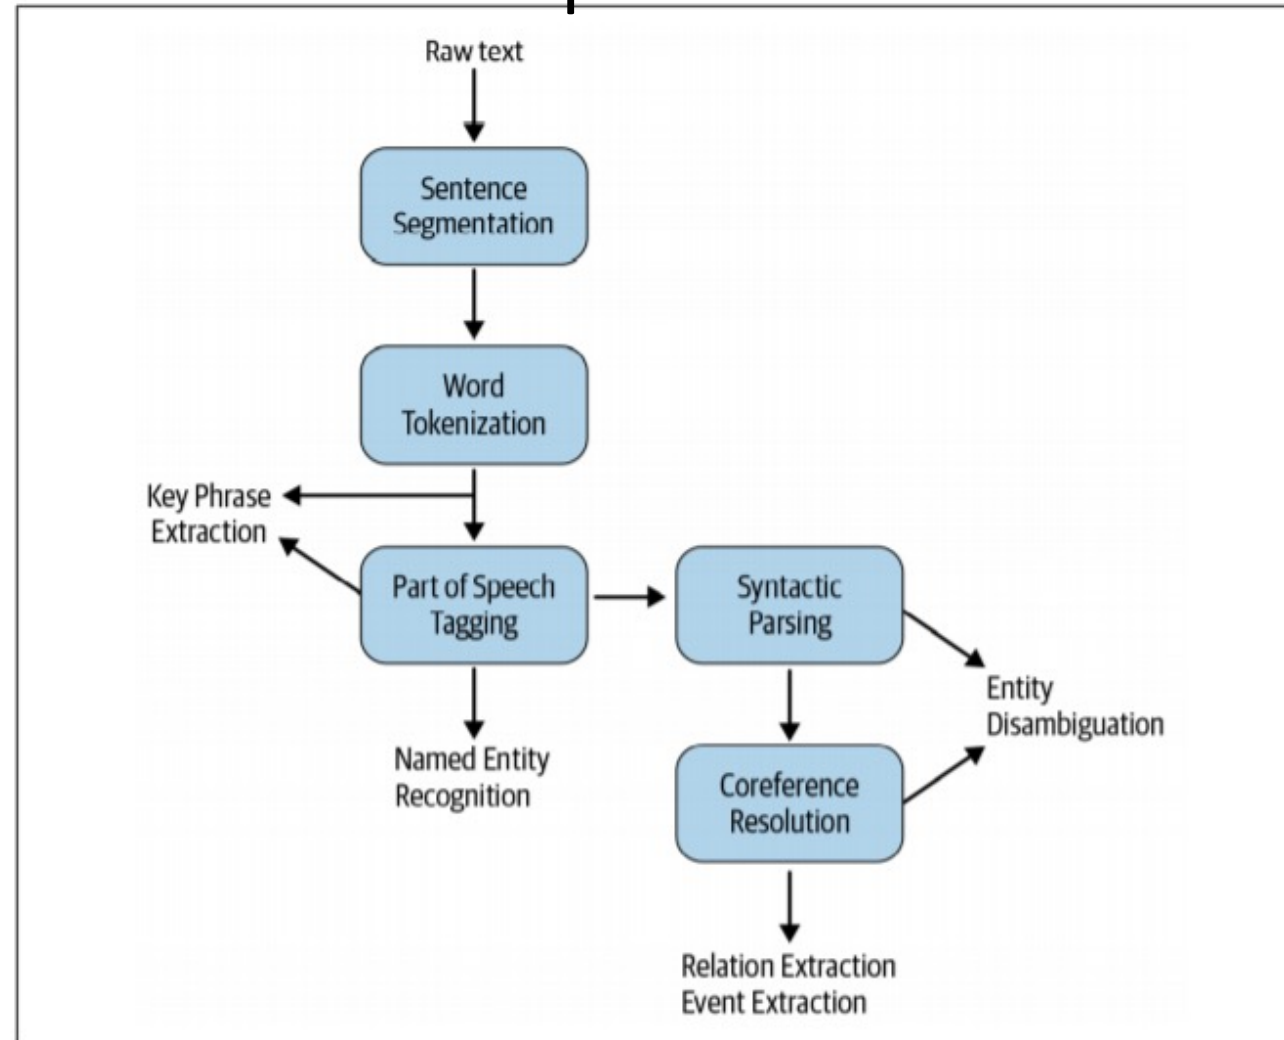 Raw text
Sentence
Segmentation
Word
Tokenization
Key Phrase
Extraction
Part of Speech
Tagging
Syntactic
Parsing
Entity
Disambiguation
Named Entity
Recognition
Coreference
Resolution
Relation Extraction
Event Extraction